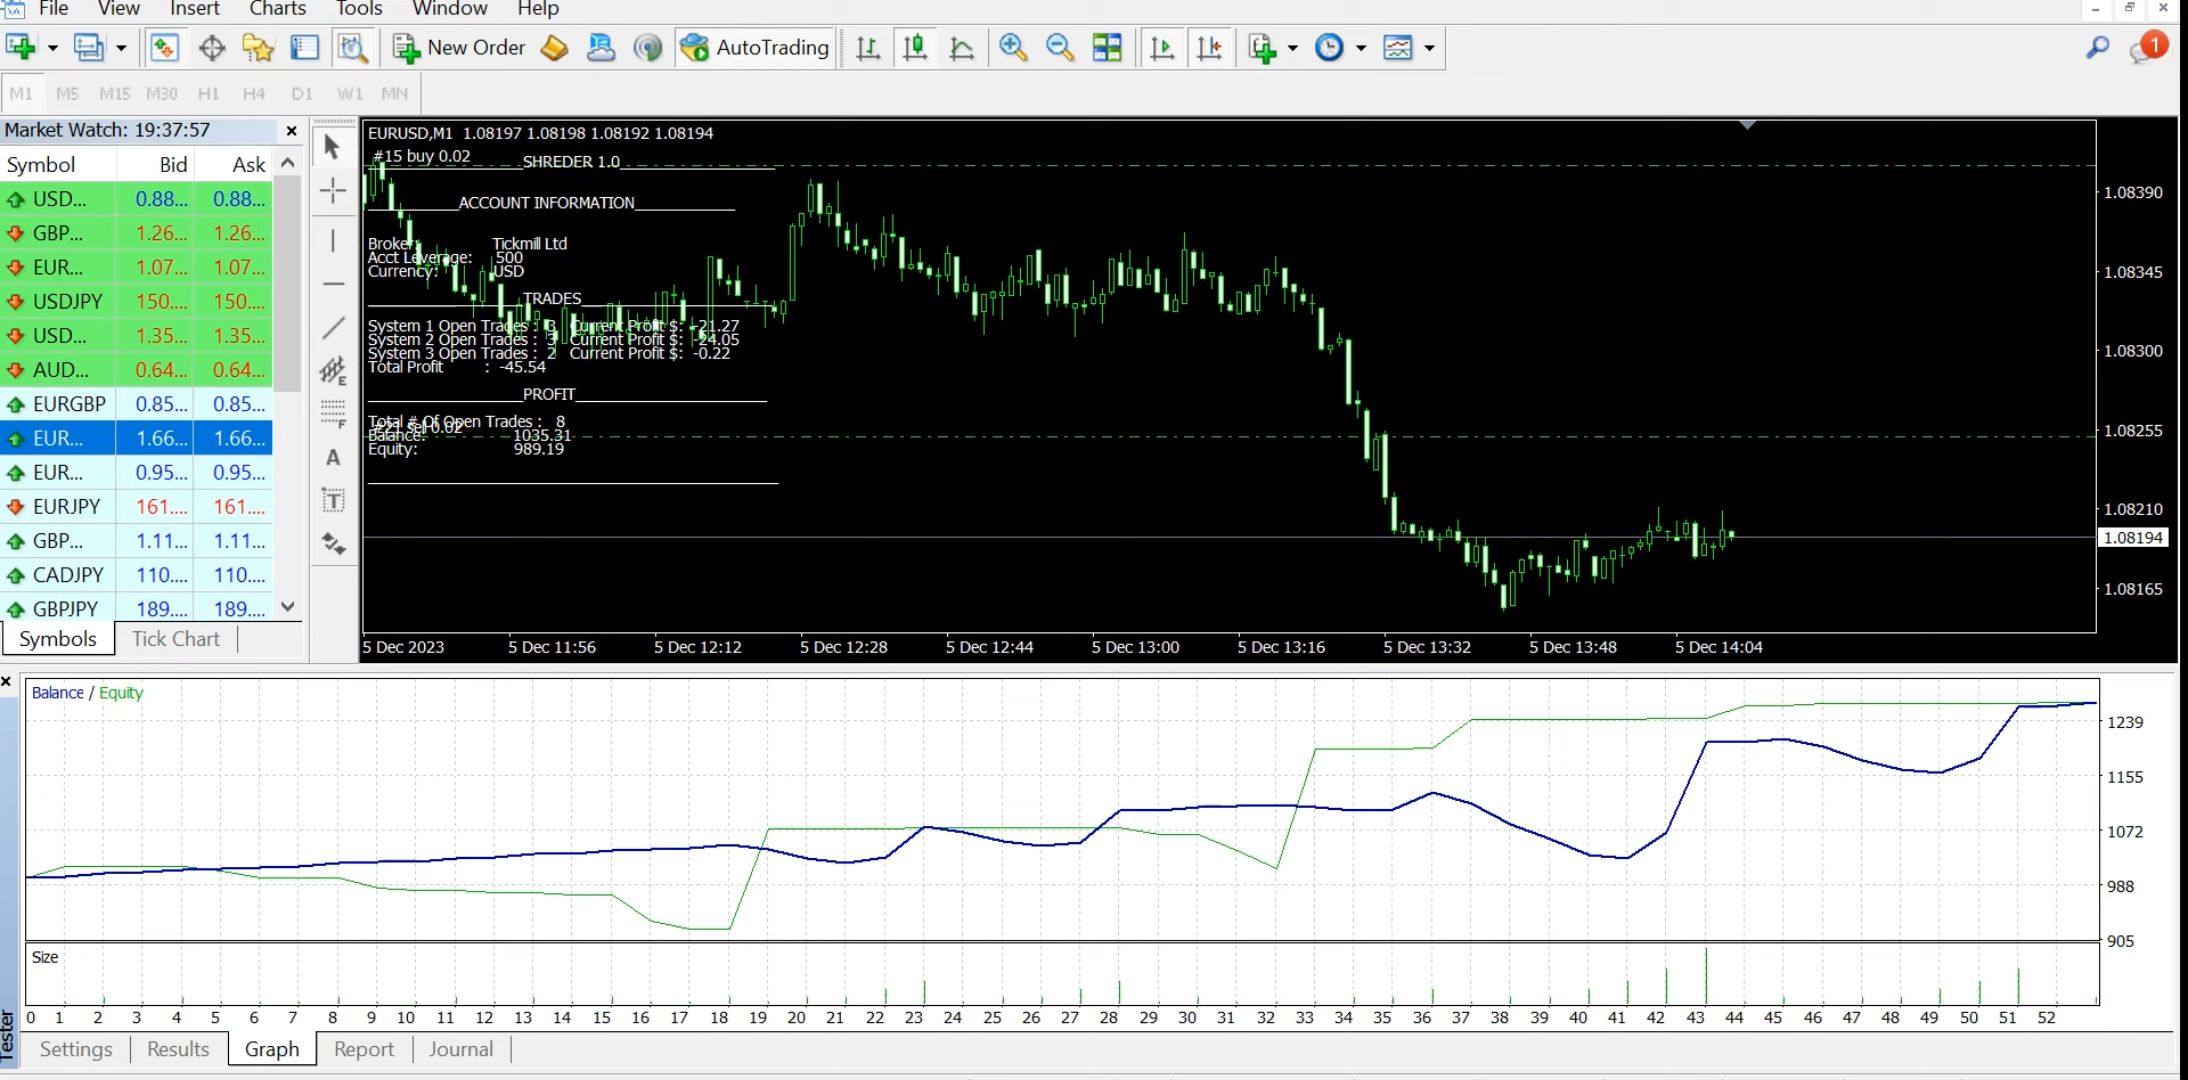 File View Insert Charts Tools Window Help
New Order AutoTrading 1
M1 M5 M15 M30 H1 H4 D1 W1 MN
Market Watch: 19:37:57
Symbol Bid Ask
USD... 0.88... 0.88...
GBP... 1.26... 1.26...
EUR... 1.07... 1.07...
USDJPY 150.... 150....
USD... 1.35... 1.35...
AUD... 0.64... 0.64...
EURGBP 0.85... 0.85...
EUR... 1.66... 1.66...
EUR... 0.95... 0.95...
EURJPY 161.... 161....
GBP... 1.11... 1.11...
CADJPY 110.... 110....
GBPJPY 189.... 189....
Symbols Tick Chart
E
F
A
T
EURUSD,M1 1.08197 1.08198 1.08192 1.08194
#15 buy 0.02
SHREDER 1.0
ACCOUNT INFORMATION
Broker: Tickmill Ltd
Acct Leverage: 500
Currency: USD
TRADES
System 1 Open Trades : 3 Current Profit $: -21.27
System 2 Open Trades : 3 Current Profit $: -24.05
System 3 Open Trades : 2 Current Profit $: -0.22
Total Profit : -45.54
PROFIT
Total # Of Open Trades : 8
Balance: 1035.31
Equity: 989.19
1.08390
1.08345
1.08300
1.08255
1.08210
1.08194
1.08165
5 Dec 2023 5 Dec 11:56 5 Dec 12:12 5 Dec 12:28 5 Dec 12:44 5 Dec 13:00 5 Dec 13:16 5 Dec 13:32 5 Dec 13:48 5 Dec 14:04
Balance / Equity
1239
1155
1072
988
905
Size
0 1 2 3 4 5 6 7 8 9 10 11 12 13 14 15 16 17 18 19 20 21 22 23 24 25 26 27 28 29 30 31 32 33 34 35 36 37 38 39 40 41 42 43 44 45 46 47 48 49 50 51 52
Tester
Settings Results Graph Report Journal